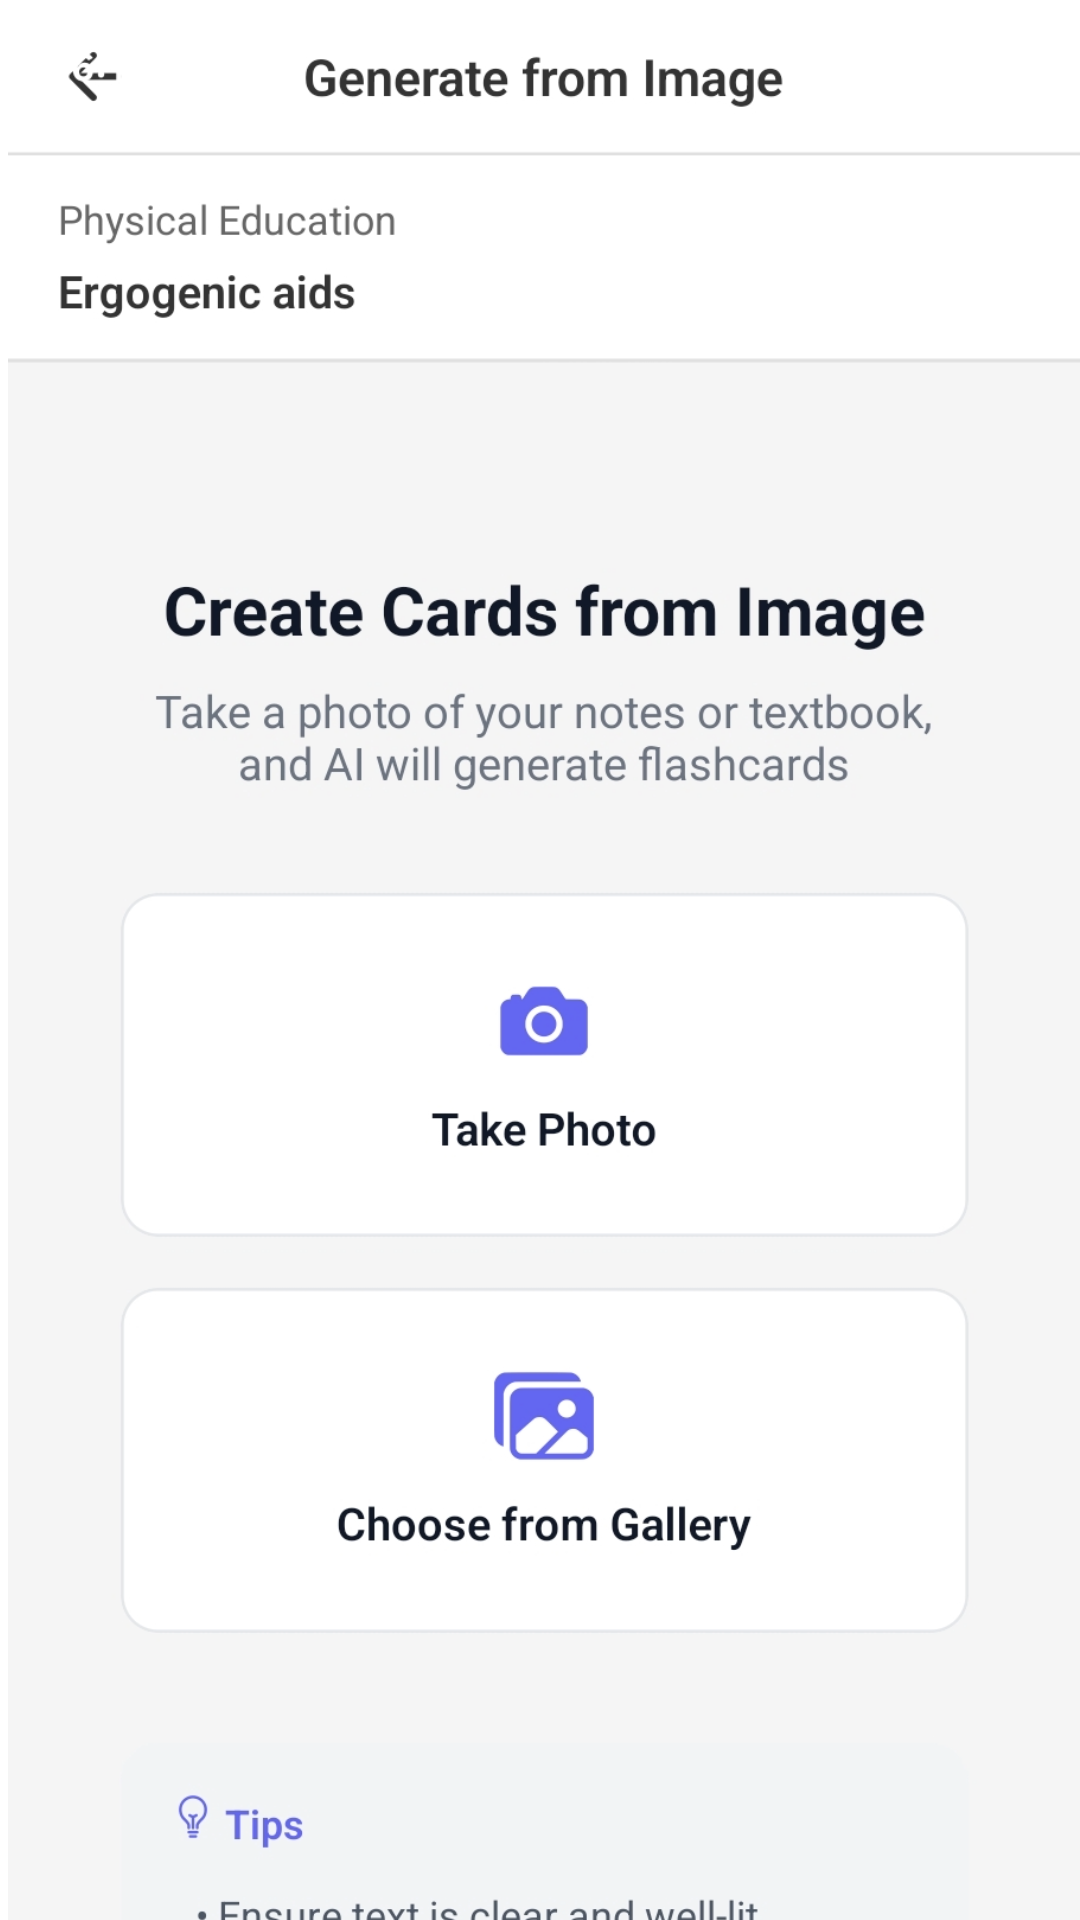 Generate from Image
Physical Education
Ergogenic aids
Create Cards from Image
Take a photo of your notes or textbook,
and AI will generate flashcards
Take Photo
Choose from Gallery
Tips
• Ensure text is clear and well-lit